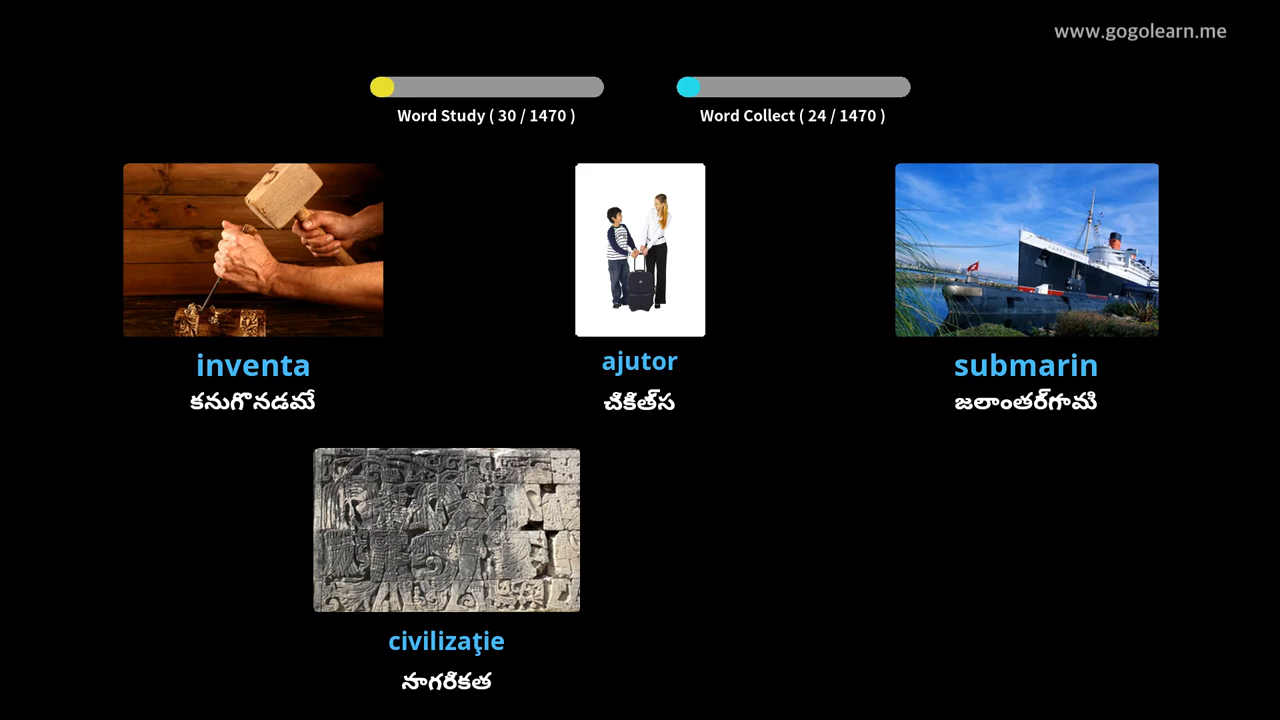 www.gogolearn.me
Word Study ( 30 / 1470 )
Word Collect ( 24 / 1470 )
inventa
ajutor
submarin
కనుగొనడమే
చికిత్స
జలాంతర్గామి
civilizaţie
నాగరికత